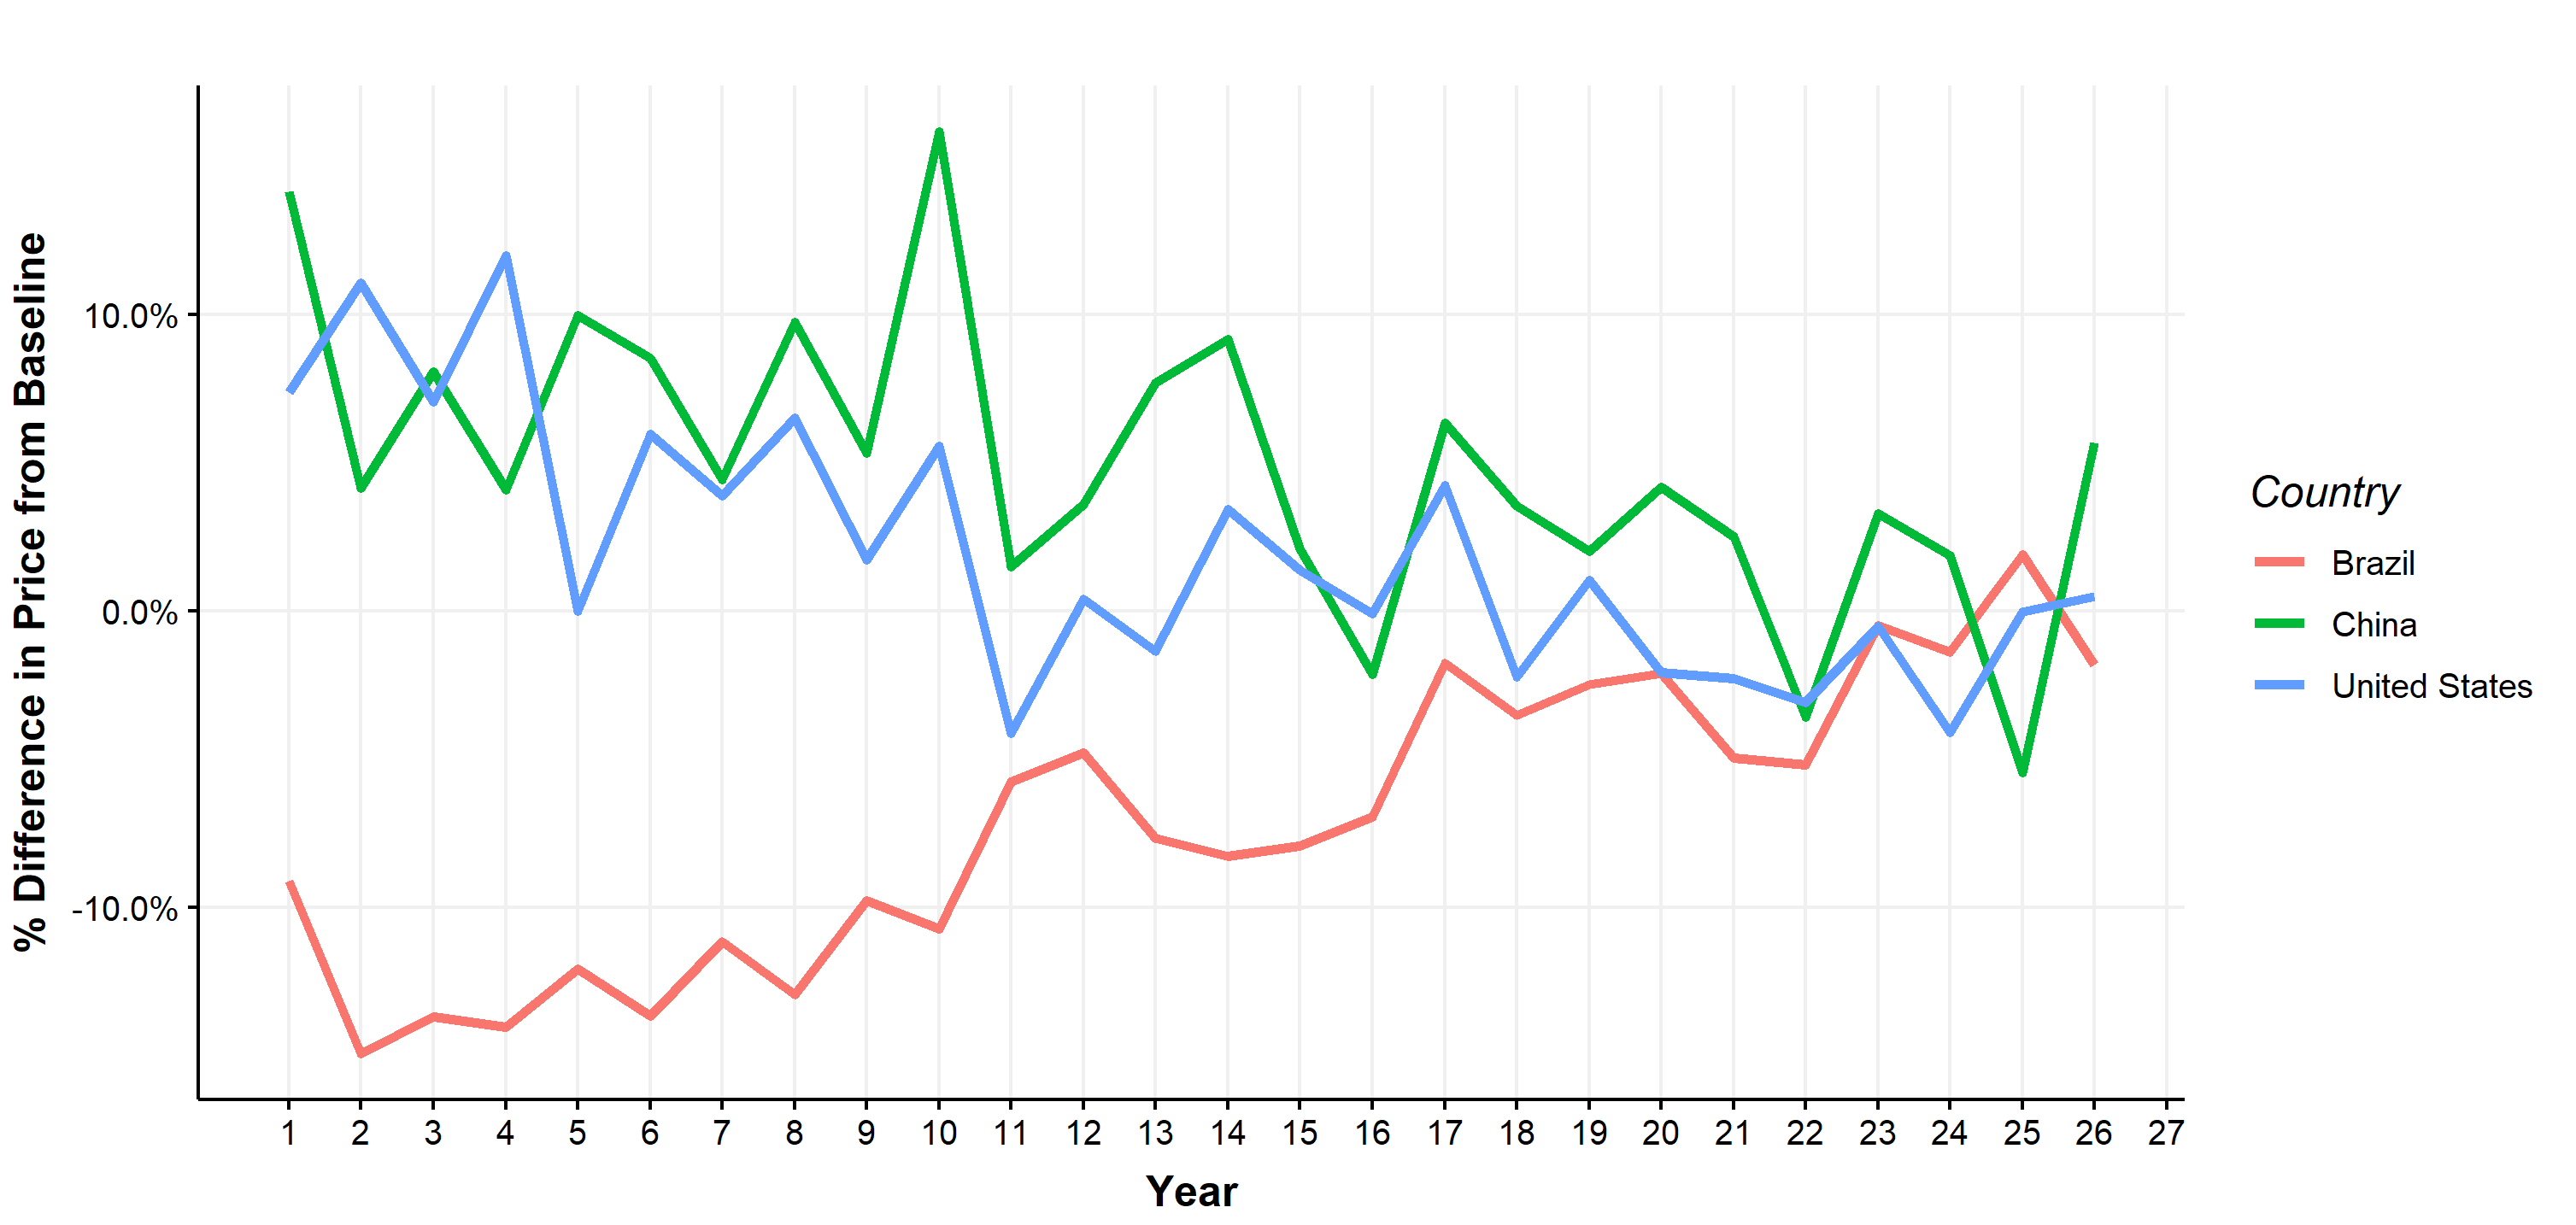 % Difference in Price from Baseline
10.0%
0.0%
-10.0%
1 2 3 4 5 6 7 8 9 10 11 12 13 14 15 16 17 18 19 20 21 22 23 24 25 26 27
Year
Country
Brazil
China
United States